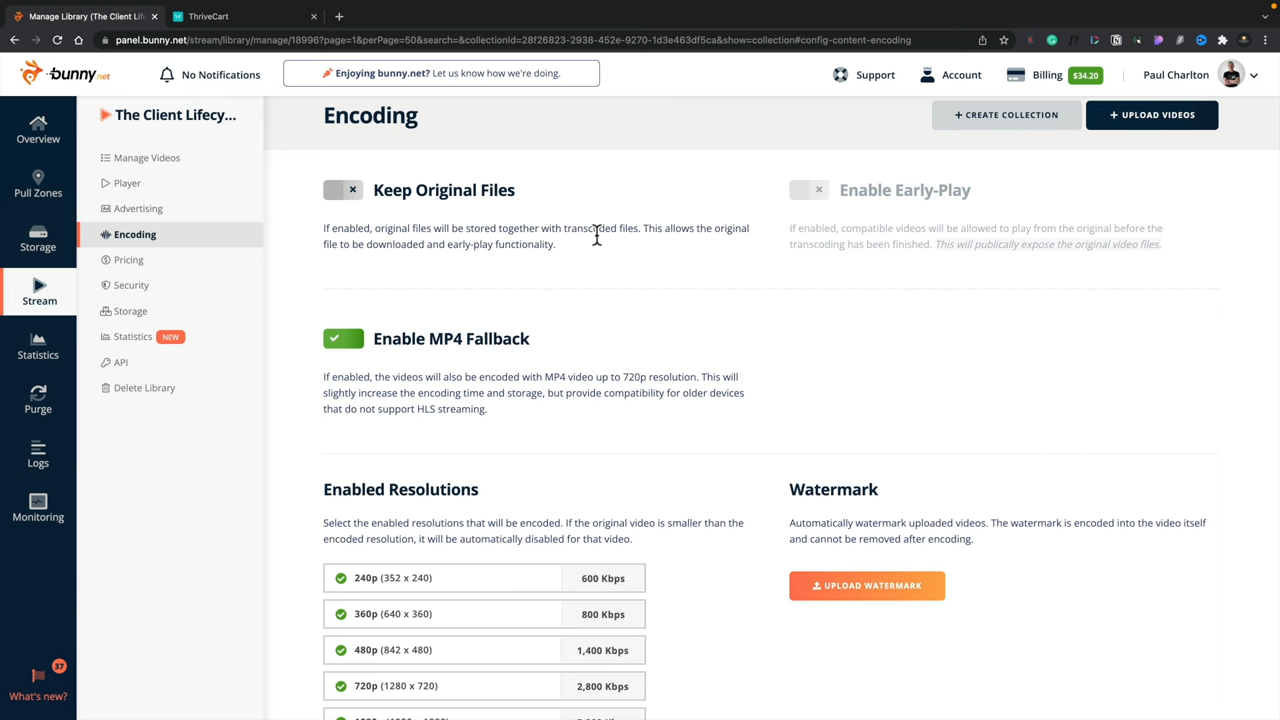 Manage Library (The Client Lif
ThriveCart
panel.bunny.net/stream/library/manage/18996?page=1&perPage=50&search=&collectionId=28f26823-2938-452e-9270-1d3e463df5ca&show=collection#config-content-encoding
bunny.net
No Notifications
Enjoying bunny.net? Let us know how we're doing.
Support
Account
Billing
$34.20
Paul Charlton
Overview
Pull Zones
Storage
Stream
Statistics
Purge
Logs
Monitoring
37
What's new?
The Client Lifecy...
Manage Videos
Player
Advertising
Encoding
Pricing
Security
Storage
Statistics NEW
API
Delete Library
Encoding
+ CREATE COLLECTION
+ UPLOAD VIDEOS
Keep Original Files
If enabled, original files will be stored together with transcoded files. This allows the original
file to be downloaded and early-play functionality.
Enable Early-Play
If enabled, compatible videos will be allowed to play from the original before the
transcoding has been finished. This will publically expose the original video files.
Enable MP4 Fallback
If enabled, the videos will also be encoded with MP4 video up to 720p resolution. This will
slightly increase the encoding time and storage, but provide compatibility for older devices
that do not support HLS streaming.
Enabled Resolutions
Select the enabled resolutions that will be encoded. If the original video is smaller than the
encoded resolution, it will be automatically disabled for that video.
240p (352 x 240) 600 Kbps
360p (640 x 360) 800 Kbps
480p (842 x 480) 1,400 Kbps
720p (1280 x 720) 2,800 Kbps
Watermark
Automatically watermark uploaded videos. The watermark is encoded into the video itself
and cannot be removed after encoding.
UPLOAD WATERMARK